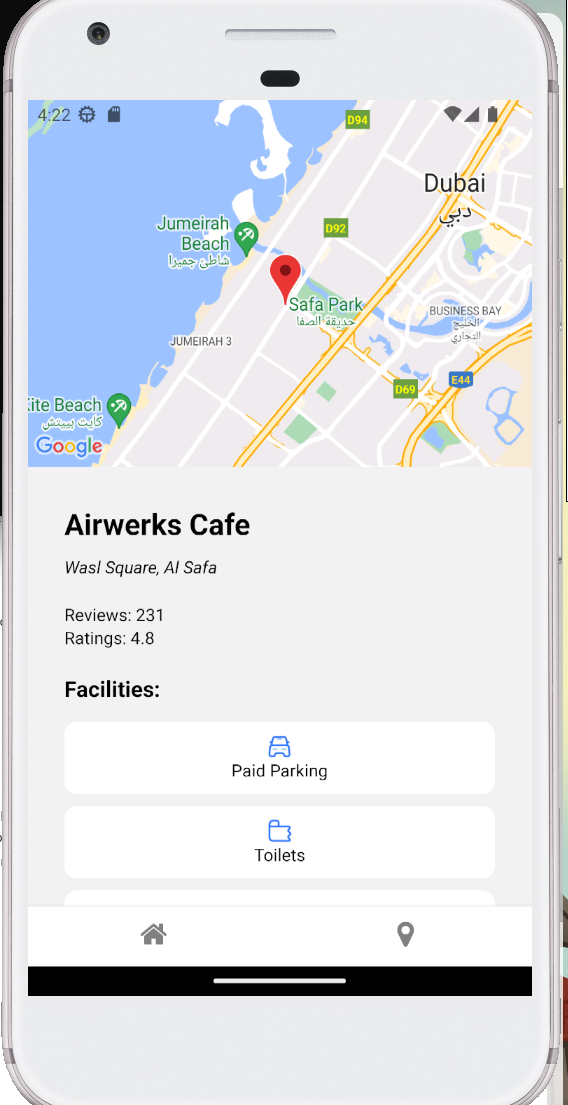 4:22
D94
Dubai
دبي
Jumeirah
Beach
شاطئ جميرا
D92
Safa Park
حديقة الصفا
BUSINESS BAY
الخليج
التجاري
JUMEIRAH 3
E44
D69
Kite Beach
كايت بييتش
Google
Airwerks Cafe
Wasl Square, Al Safa
Reviews: 231
Ratings: 4.8
Facilities:
Paid Parking
Toilets